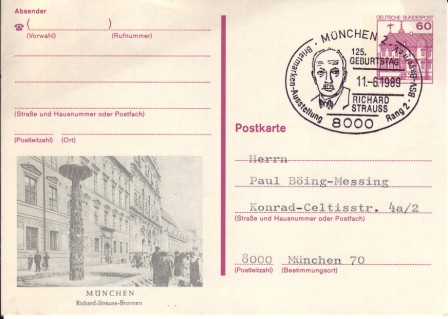 Absender
(Vorwahl)
(Rufnummer)
(Straße und Hausnummer oder Postfach)
(Postleitzahl) (Ort)
MÜNCHEN
Richard-Strauss-Brunnen
DEUTSCHE BUNDESPOST
60
MÜNCHEN 2
Briefmarken-Ausstellung
Rang 2
125.
GEBURTSTAG
11.-6.1989
RICHARD
STRAUSS
8000
Postkarte
Herrn
Paul Böing-Messing
Konrad-Celtisstr. 4a/2
(Straße und Hausnummer oder Postfach)
8000 München 70
(Postleitzahl) (Bestimmungsort)